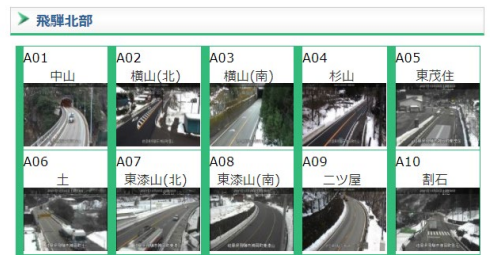 飛騨北部
A01
中山
A02
横山(北)
A03
横山(南)
A04
杉山
A05
東茂住
A06
土
A07
東漆山(北)
A08
東漆山(南)
A09
二ツ屋
A10
割石